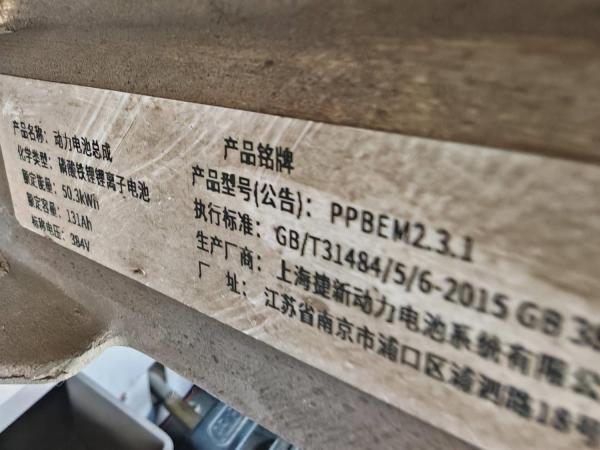 产品铭牌
产品名称：动力电池总成
化学类型：磷酸铁锂锂离子电池
额定能量：50.3kWh
额定容量：131Ah
标称电压：384V
产品型号(公告)：PPBEM2.3.1
执行标准：GB/T31484/5/6-2015 GB 38
生产厂商：上海捷新动力电池系统有限公
厂 址：江苏省南京市浦口区浦泗路18号